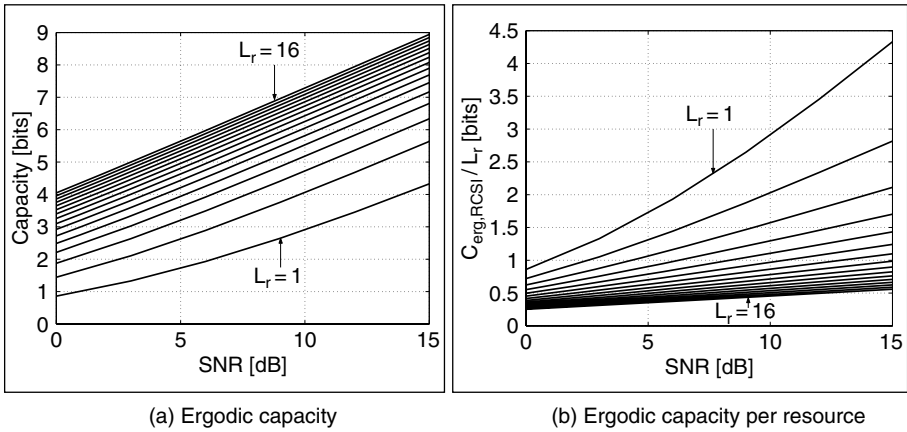 9
8
7
6
5
4
3
2
1
0
Capacity [bits]
L_r = 16
L_r = 1
0 5 10 15
SNR [dB]
(a) Ergodic capacity
4.5
4
3.5
3
2.5
2
1.5
1
0.5
0
C_erg,RCSI / L_r [bits]
L_r = 1
L_r = 16
0 5 10 15
SNR [dB]
(b) Ergodic capacity per resource